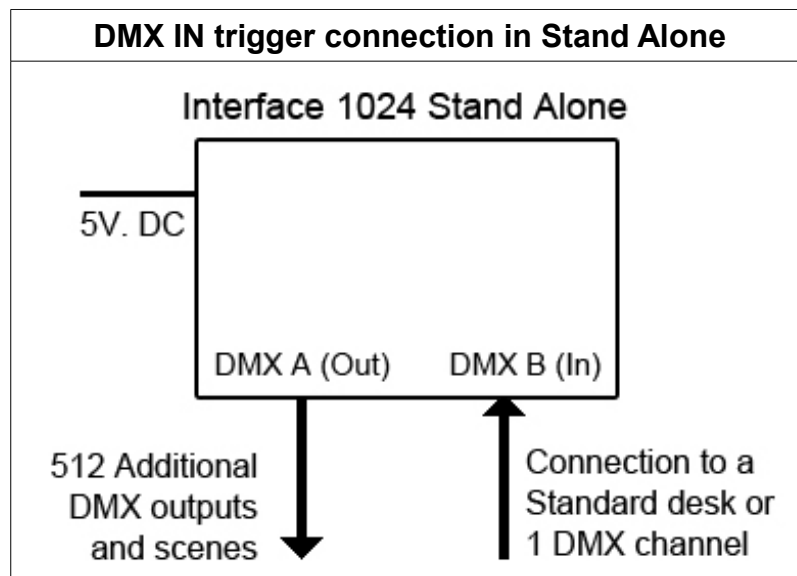 DMX IN trigger connection in Stand Alone
Interface 1024 Stand Alone
5V. DC
DMX A (Out)
DMX B (In)
512 Additional
DMX outputs
and scenes
Connection to a
Standard desk or
1 DMX channel